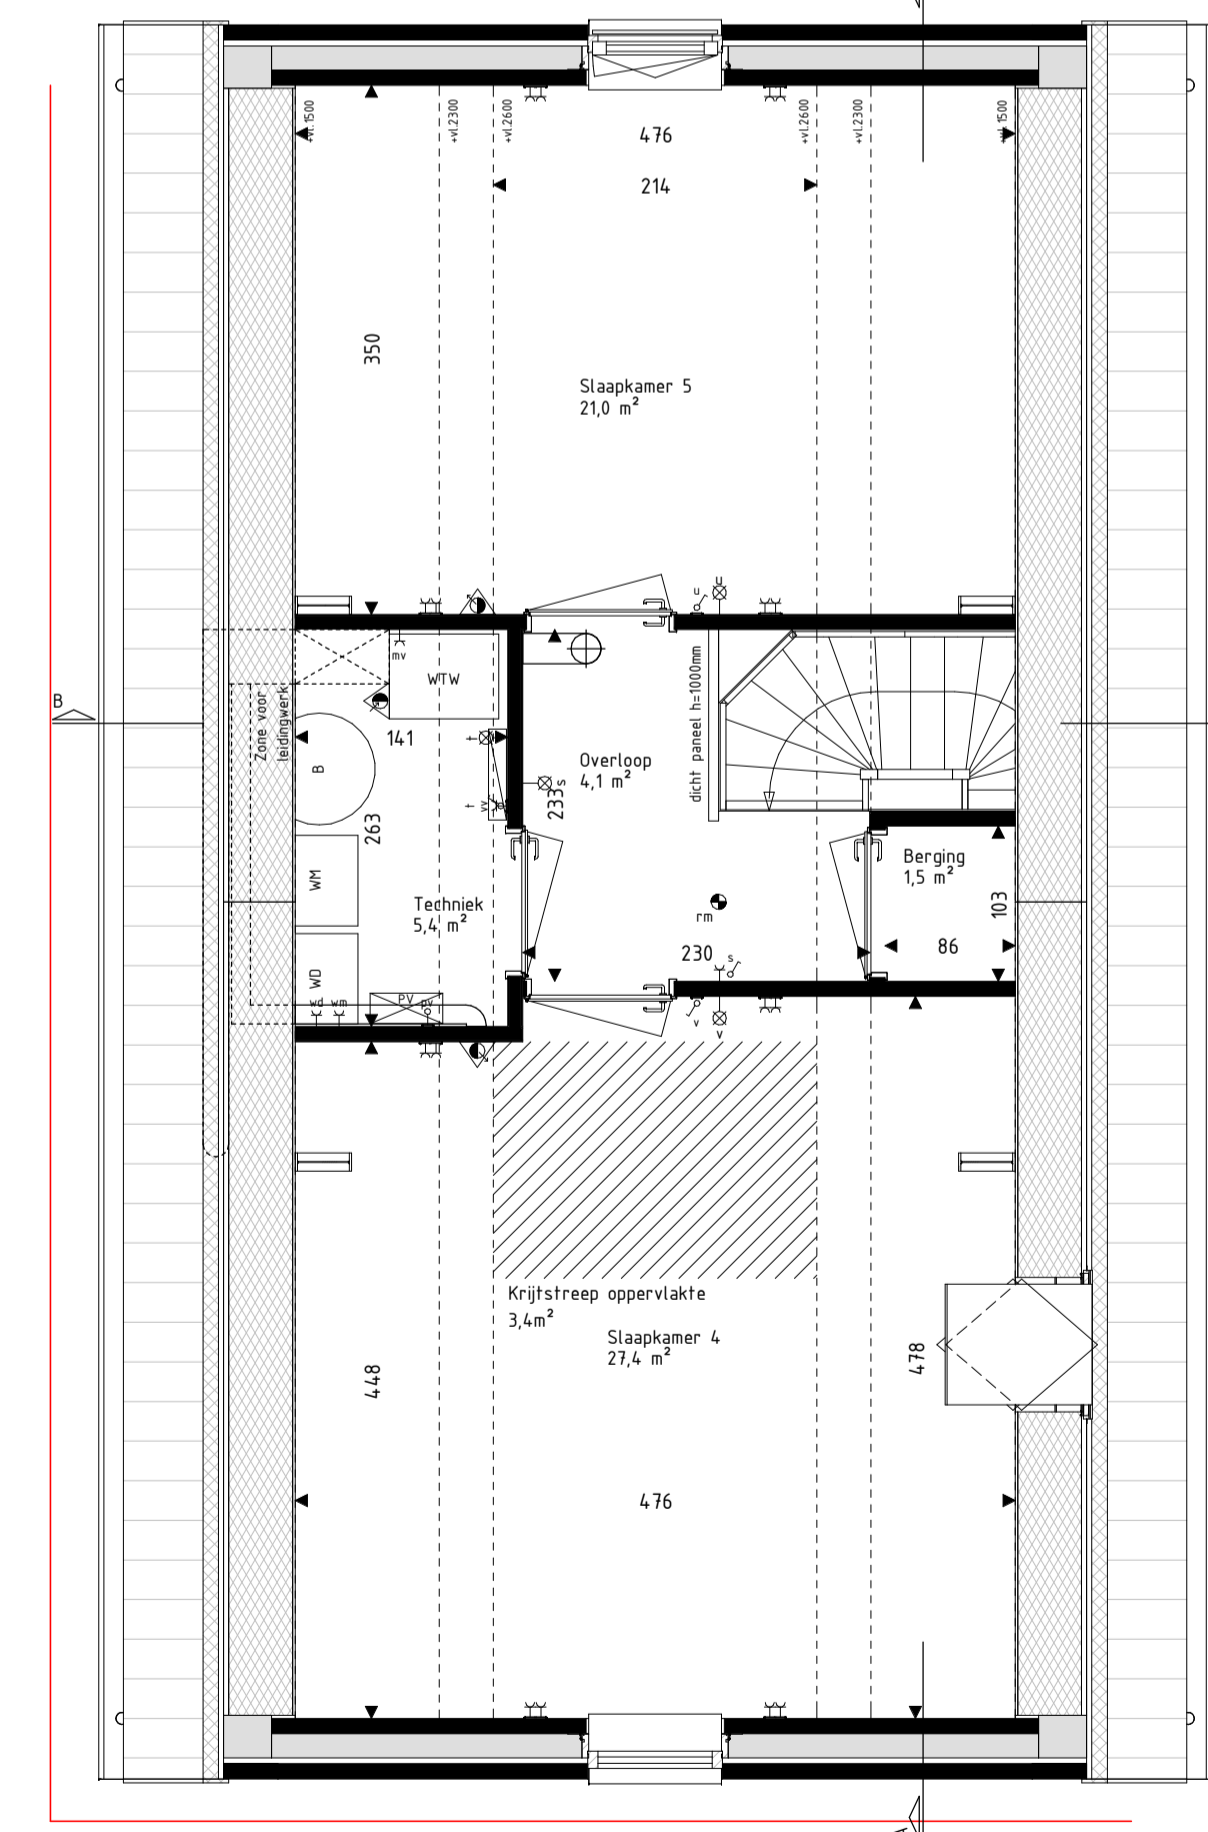 +vl.1500
+vl.2300
+vl.2600
476
+vl.2600
+vl.2300
+vl.1500
214
350
Slaapkamer 5
21,0 m²
u
u
mv
WTW
dicht paneel h=1000mm
B
Zone voor
leidingwerk
141
t
B
Overloop
4,1 m²
s
233
t
vv
263
WM
Berging
1,5 m²
Techniek
5,4 m²
rm
103
230
s
86
WD
wd
wm
PV
pv
v
v
Krijtstreep oppervlakte
3,4m²
Slaapkamer 4
27,4 m²
448
478
476
A